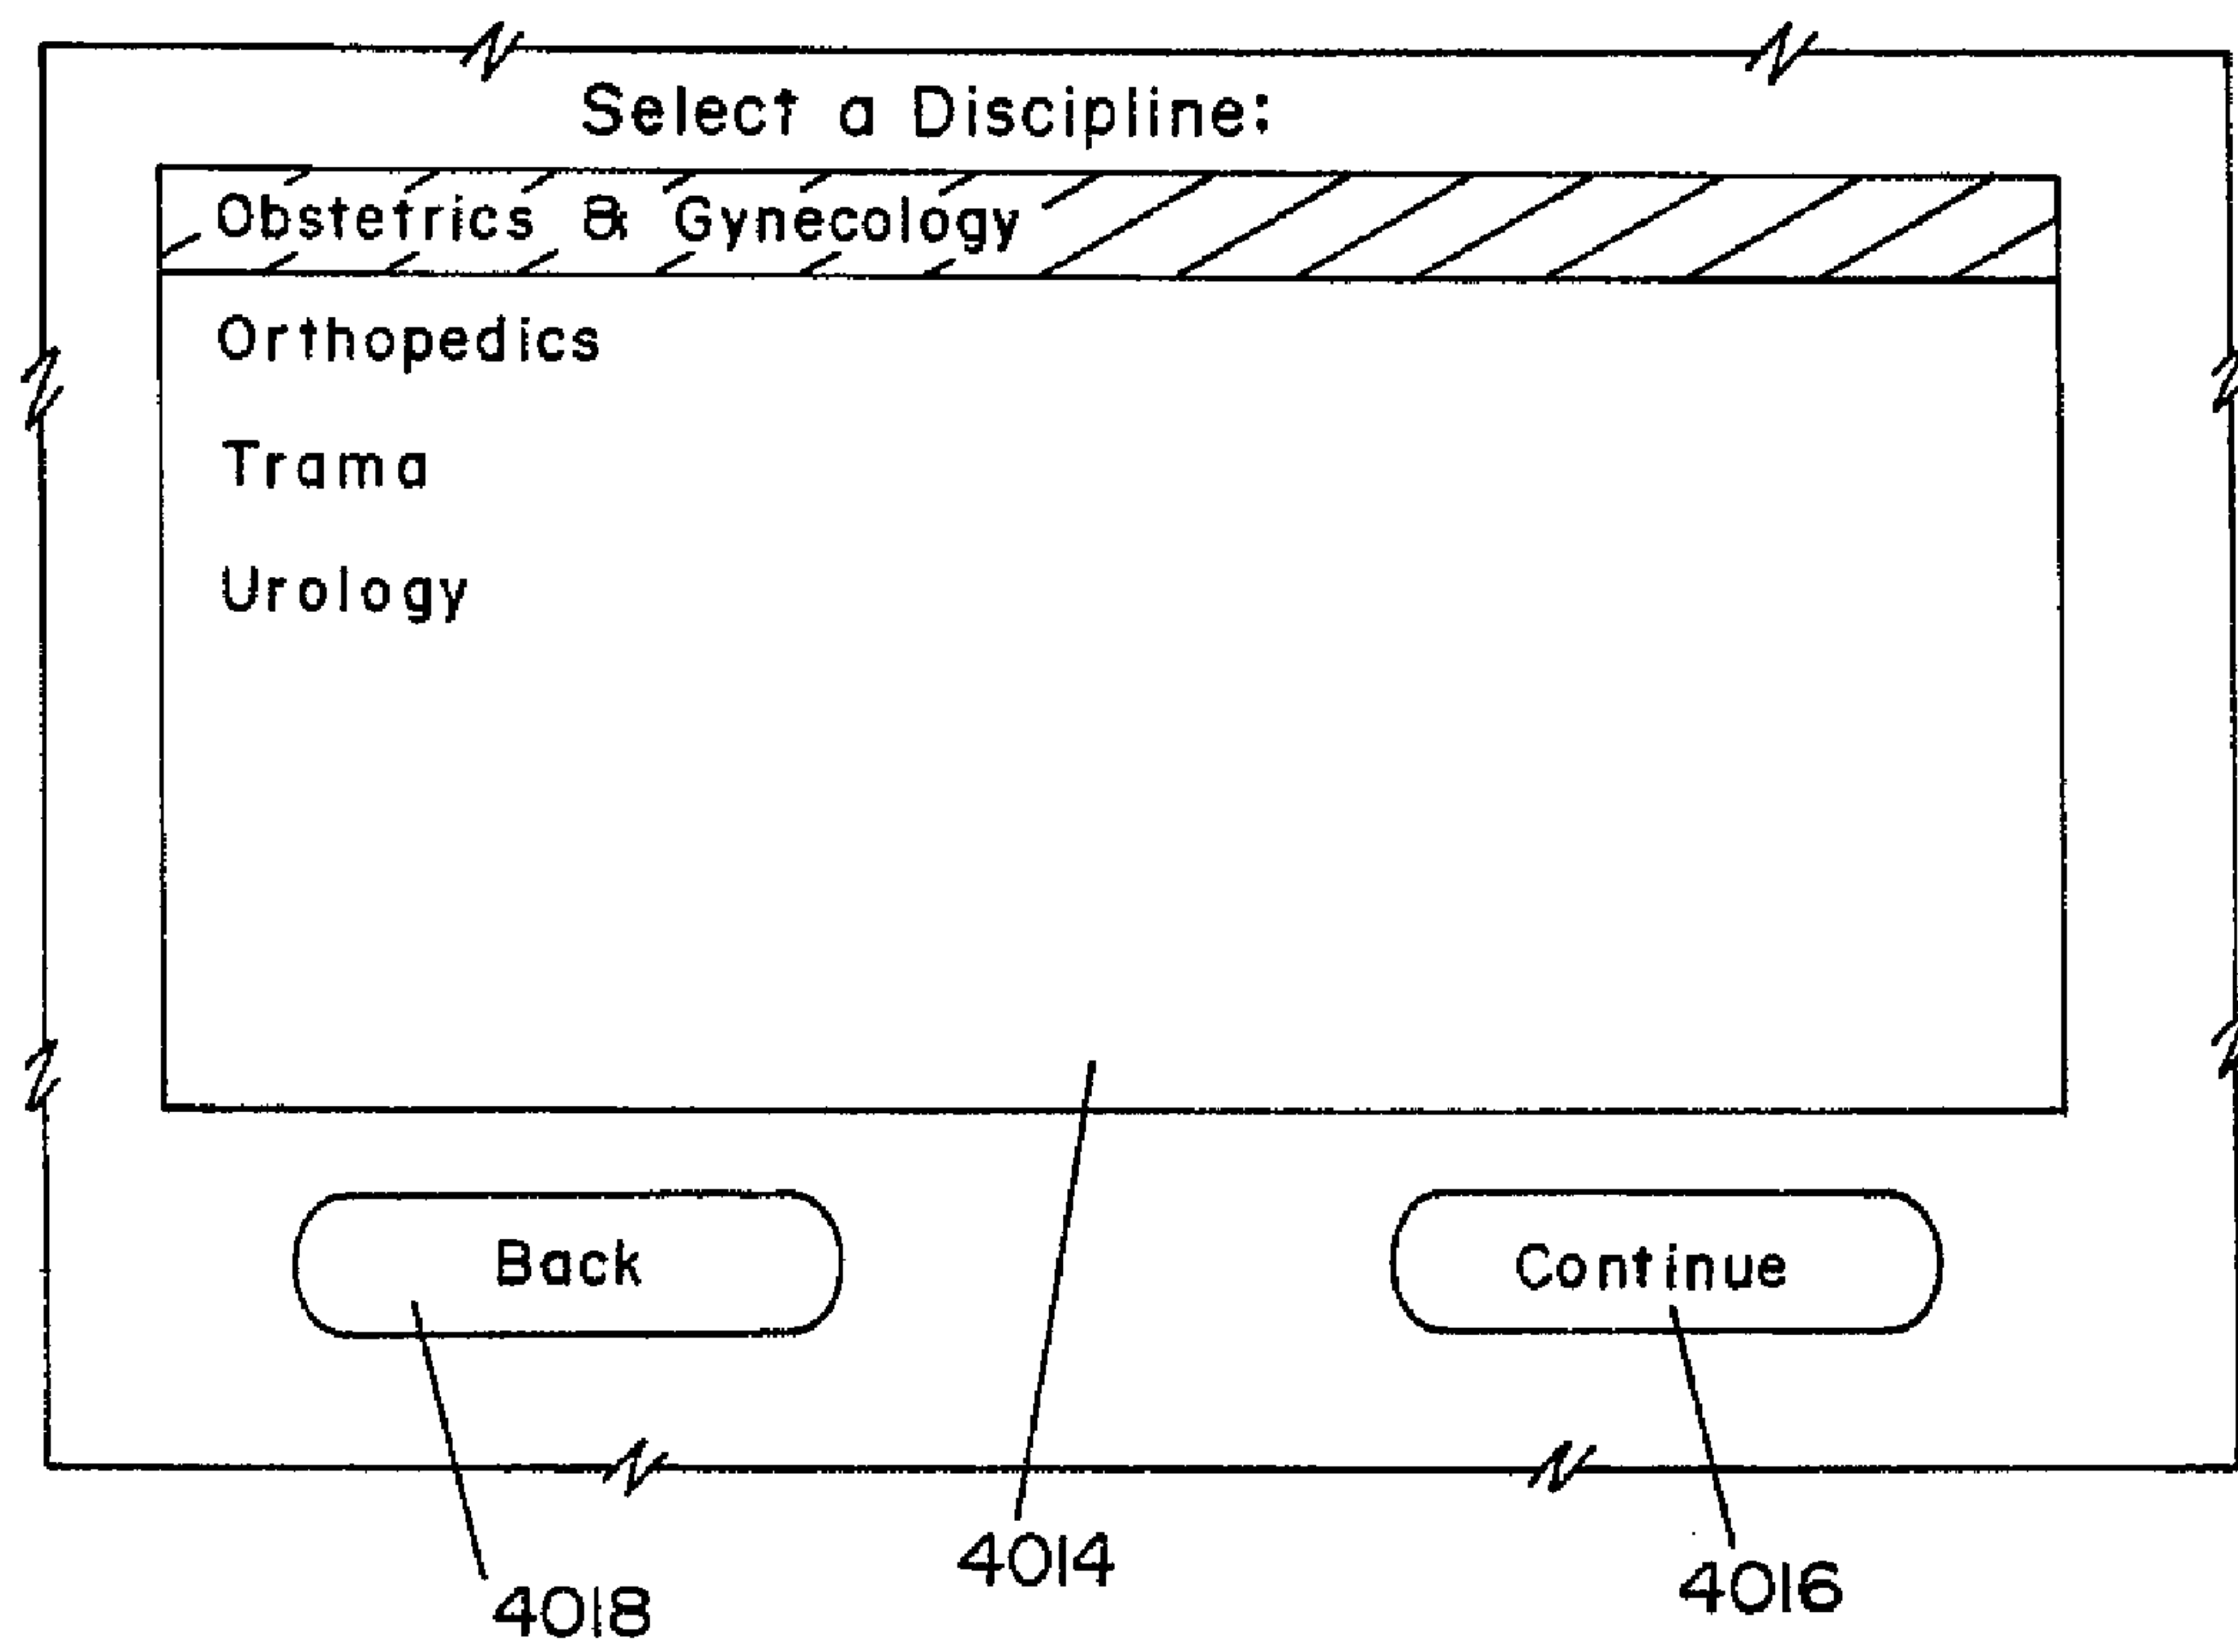 Select a Discipline:
Obstetrics & Gynecology
Orthopedics
Trama
Urology
Back
Continue
4014
4016
4018